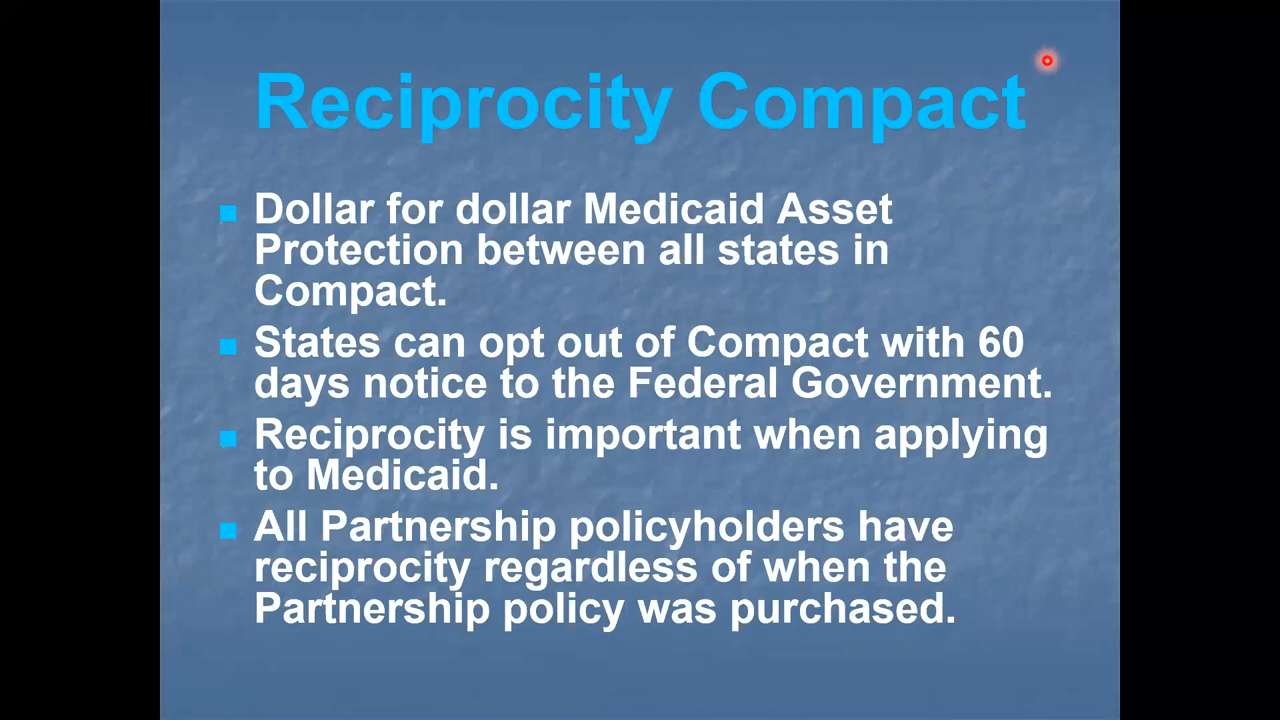 Reciprocity Compact
Dollar for dollar Medicaid Asset
Protection between all states in
Compact.
States can opt out of Compact with 60
days notice to the Federal Government.
Reciprocity is important when applying
to Medicaid.
All Partnership policyholders have
reciprocity regardless of when the
Partnership policy was purchased.